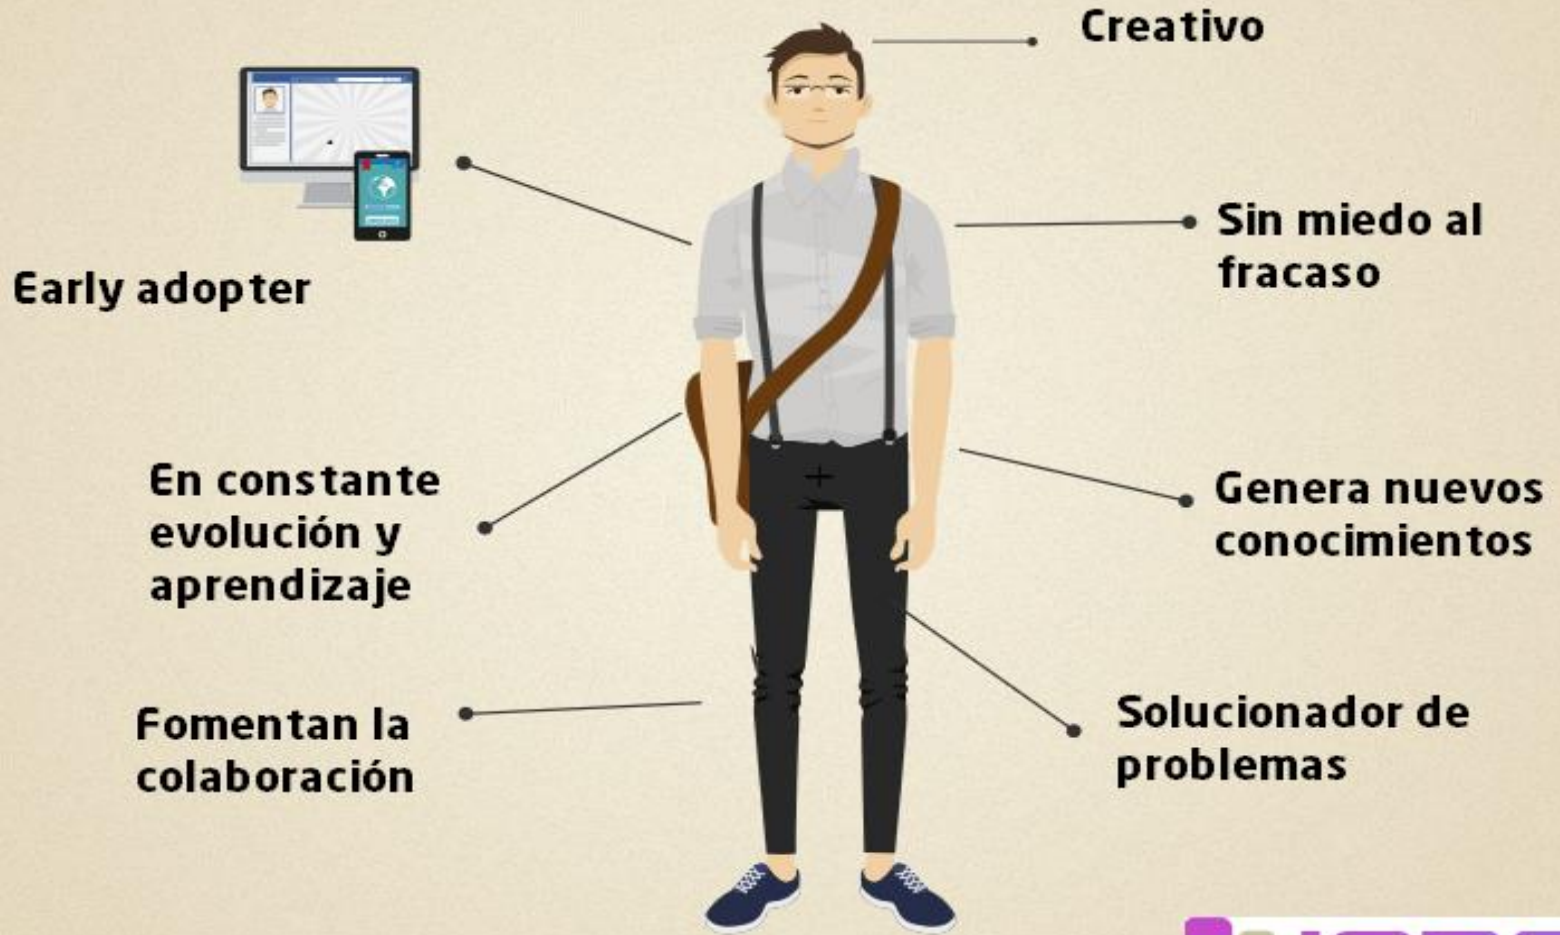 Creativo
Early adopter
Sin miedo al
fracaso
En constante
evolución y
aprendizaje
Genera nuevos
conocimientos
Fomentan la
colaboración
Solucionador de
problemas